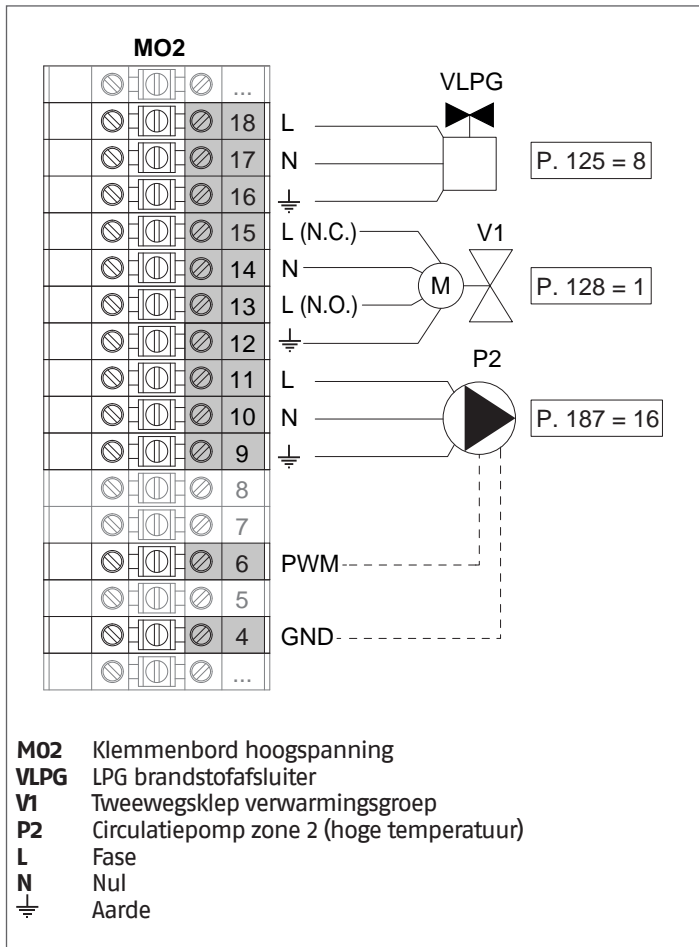 MO2
...
VLPG
18 L
17 N P. 125 = 8
16
15 L (N.C.) V1
14 N M P. 128 = 1
13 L (N.O.)
12
P2
11 L
10 N P. 187 = 16
9
8
7
6 PWM
5
4 GND
...
M02 Klemmenbord hoogspanning
VLPG LPG brandstofafsluiter
V1 Tweewegsklep verwarmingsgroep
P2 Circulatiepomp zone 2 (hoge temperatuur)
L Fase
N Nul
Aarde